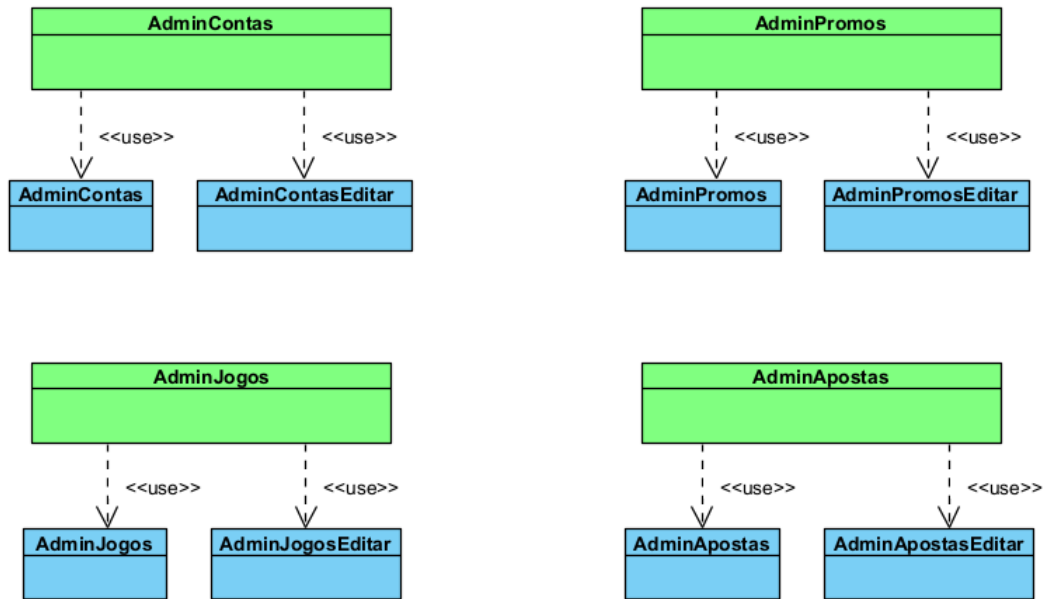 AdminContas
<<use>>
<<use>>
AdminContas
AdminContasEditar
AdminPromos
<<use>>
<<use>>
AdminPromos
AdminPromosEditar
AdminJogos
<<use>>
<<use>>
AdminJogos
AdminJogosEditar
AdminApostas
<<use>>
<<use>>
AdminApostas
AdminApostasEditar